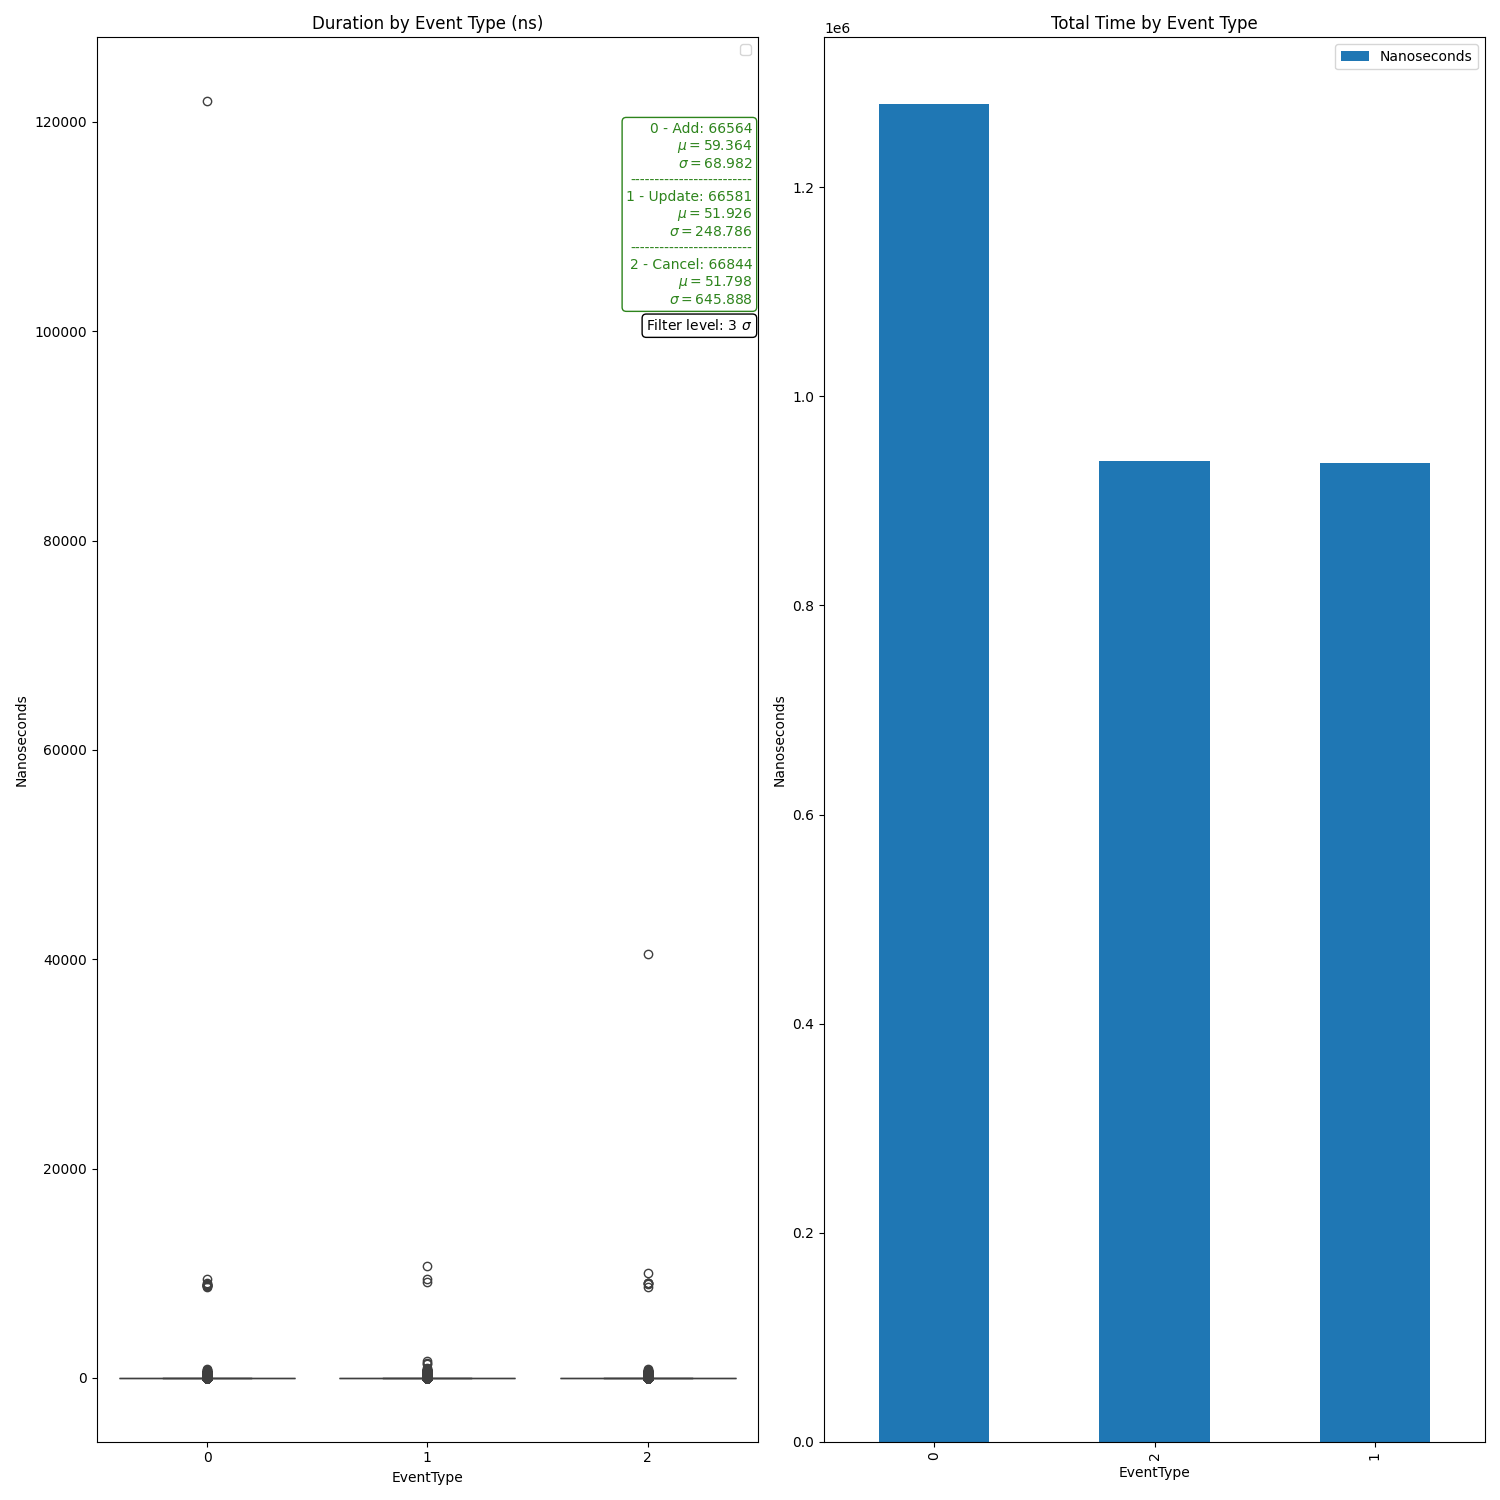 Duration by Event Type (ns)
120000
100000
80000
60000
40000
20000
0
Nanoseconds
0 - Add: 66564
μ = 59.364
σ = 68.982
------------------------
1 - Update: 66581
μ = 51.926
σ = 248.786
------------------------
2 - Cancel: 66844
μ = 51.798
σ = 645.888
Filter level: 3 σ
0
1
2
EventType
Total Time by Event Type
1e6
Nanoseconds
1.2
1.0
0.8
0.6
0.4
0.2
0.0
Nanoseconds
0
2
1
EventType